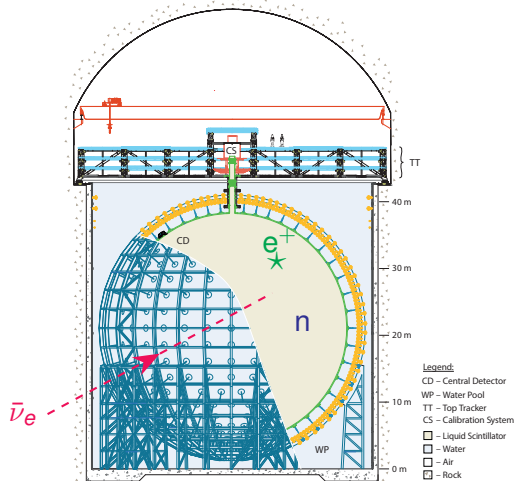 CS
TT
40 m
CD
e⁺
30 m
n
20 m
ν̄ₑ
Legend:
CD – Central Detector
WP – Water Pool
TT – Top Tracker
CS – Calibration System
– Liquid Scintillator
– Water
– Air
– Rock
10 m
WP
0 m